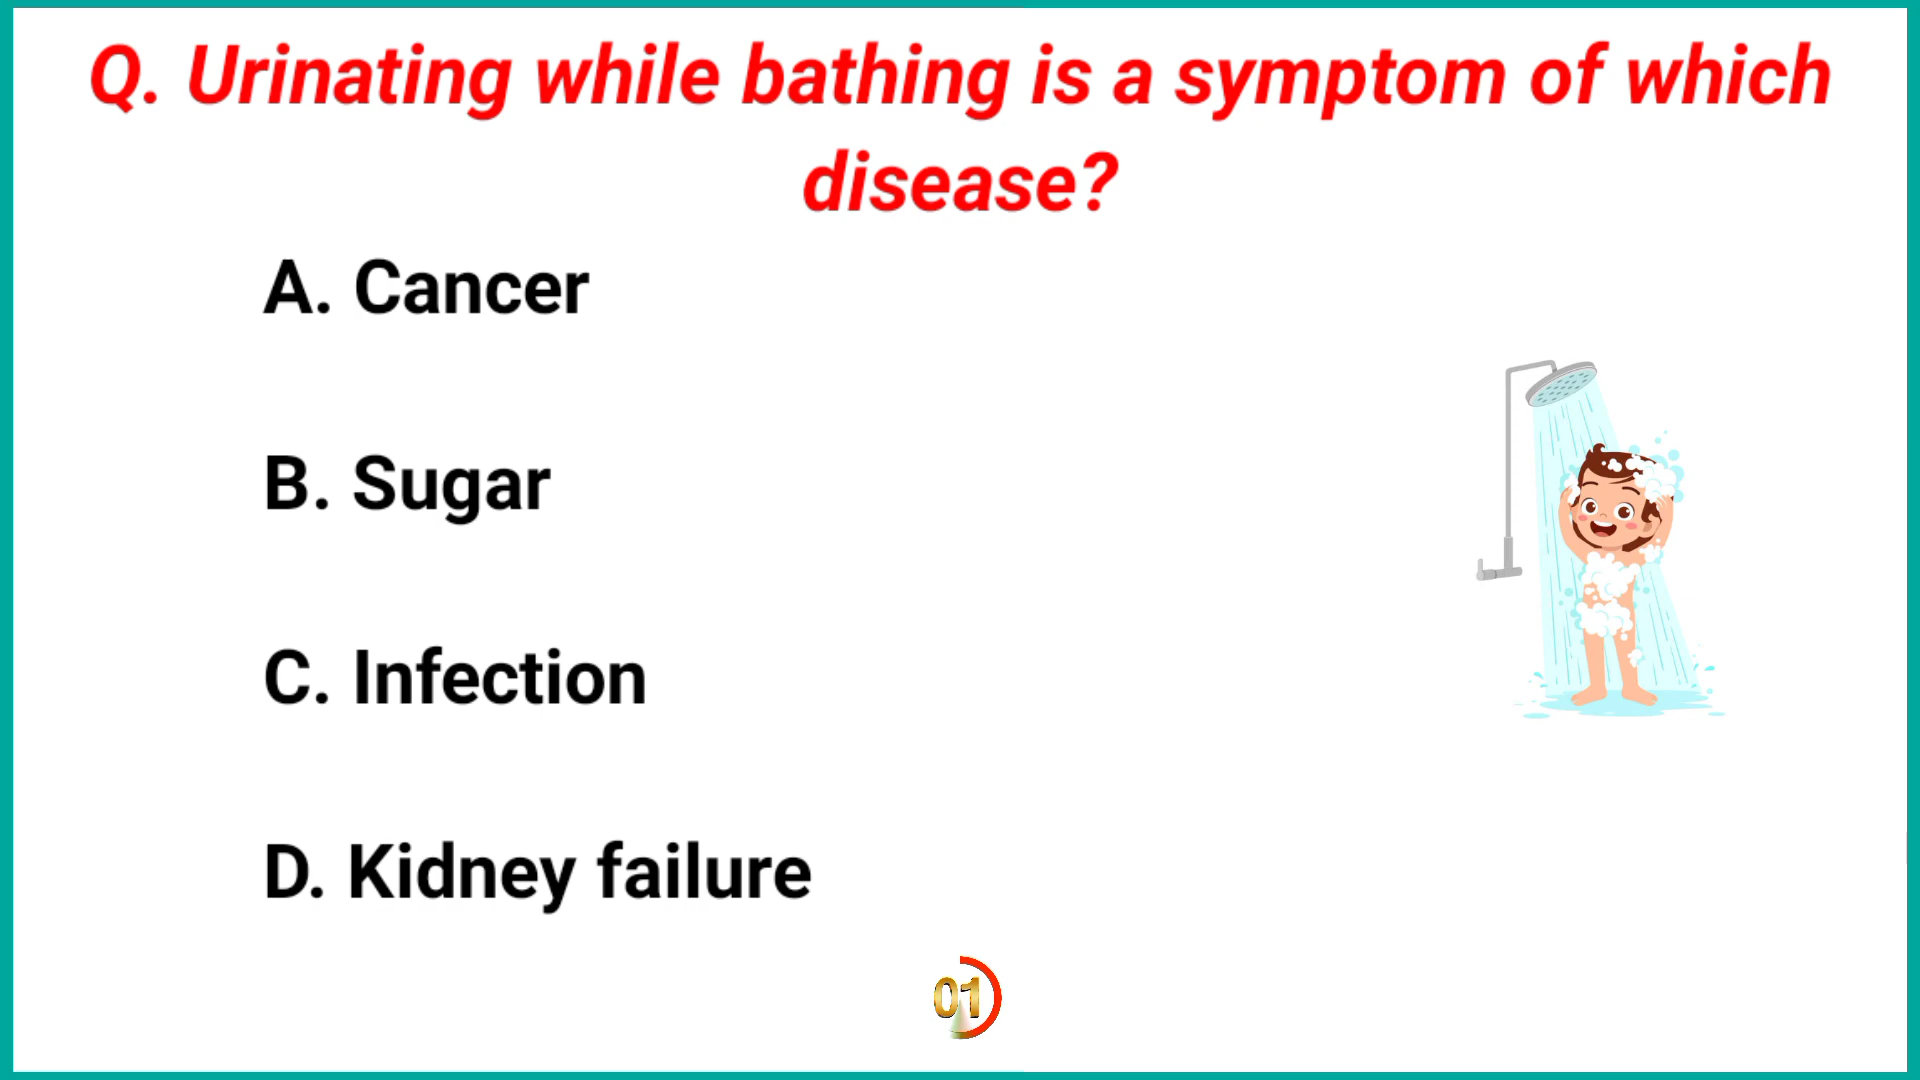 Q. Urinating while bathing is a symptom of which
disease?
A. Cancer
B. Sugar
C. Infection
D. Kidney failure
01